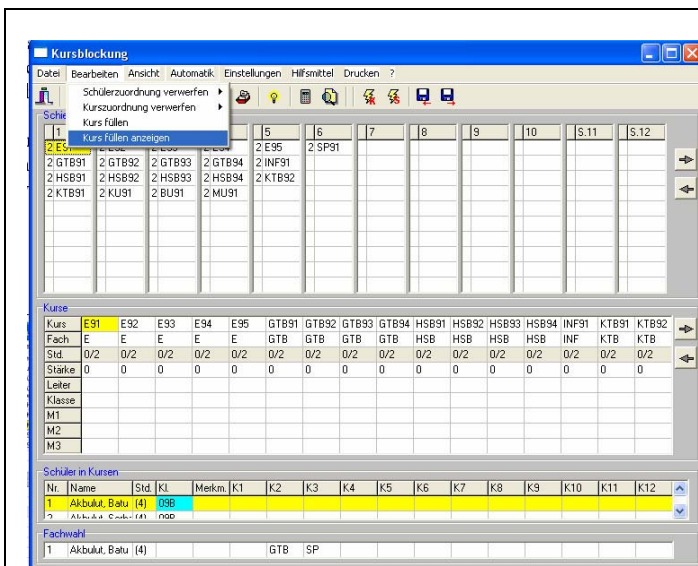 Kursblockung
Datei Bearbeiten Ansicht Automatik Einstellungen Hilfsmittel Drucken ?
Schülerzuordnung verwerfen
Kurszuordnung verwerfen
Kurs füllen
Kurs füllen anzeigen
1 5 6 7 8 9 10 S.11 S.12
2 E95 2 SP91
2 GTB91 2 GTB92 2 GTB93 2 GTB94 2 INF91
2 HSB91 2 HSB92 2 HSB93 2 HSB94 2 KTB92
2 KTB91 2 KU91 2 BU91 2 MU91
Kurse
Kurs E91 E92 E93 E94 E95 GTB91 GTB92 GTB93 GTB94 HSB91 HSB92 HSB93 HSB94 INF91 KTB91 KTB92
Fach E E E E E GTB GTB GTB GTB HSB HSB HSB HSB INF KTB KTB
Std. 0/2 0/2 0/2 0/2 0/2 0/2 0/2 0/2 0/2 0/2 0/2 0/2 0/2 0/2 0/2 0/2
Stärke 0 0 0 0 0 0 0 0 0 0 0 0 0 0 0 0
Leiter
Klasse
M1
M2
M3
Schüler in Kursen
Nr. Name Std. Kl. Merkm. K1 K2 K3 K4 K5 K6 K7 K8 K9 K10 K11 K12
1 Akbulut, Batu (4) 09B
Fachwahl
1 Akbulut, Batu (4) GTB SP